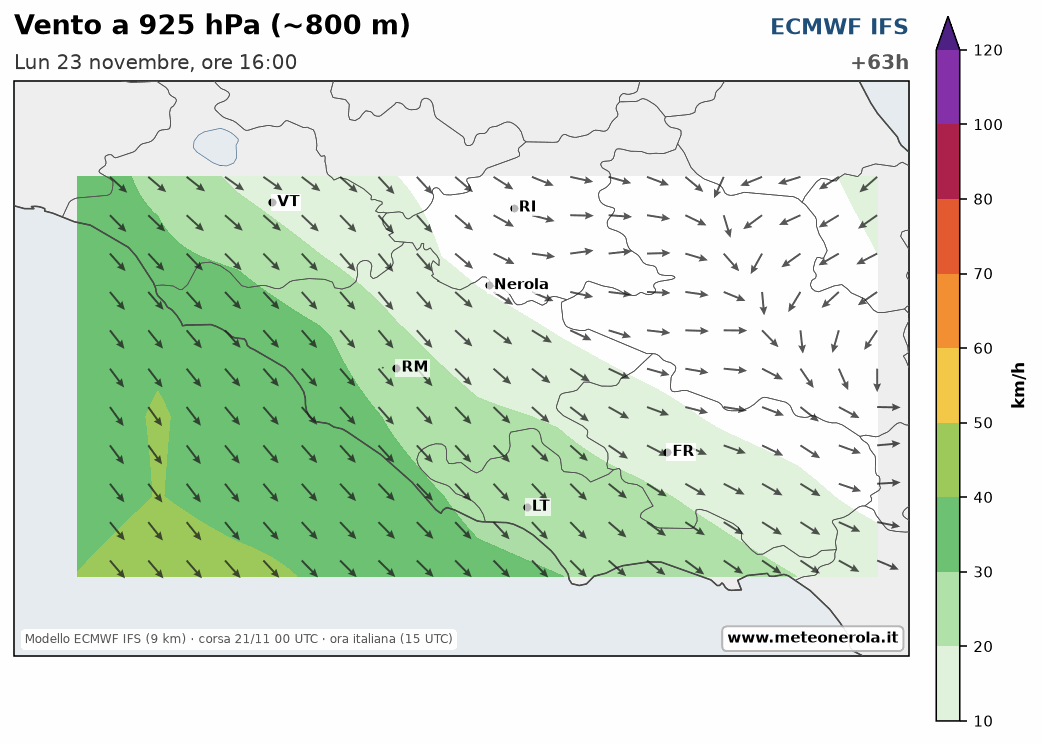 Vento a 925 hPa (~800 m)
ECMWF IFS
Lun 23 novembre, ore 16:00
+63h
VT
RI
Nerola
RM
FR
LT
120
100
80
70
60
50
40
30
20
10
km/h
Modello ECMWF IFS (9 km) · corsa 21/11 00 UTC · ora italiana (15 UTC)
www.meteonerola.it